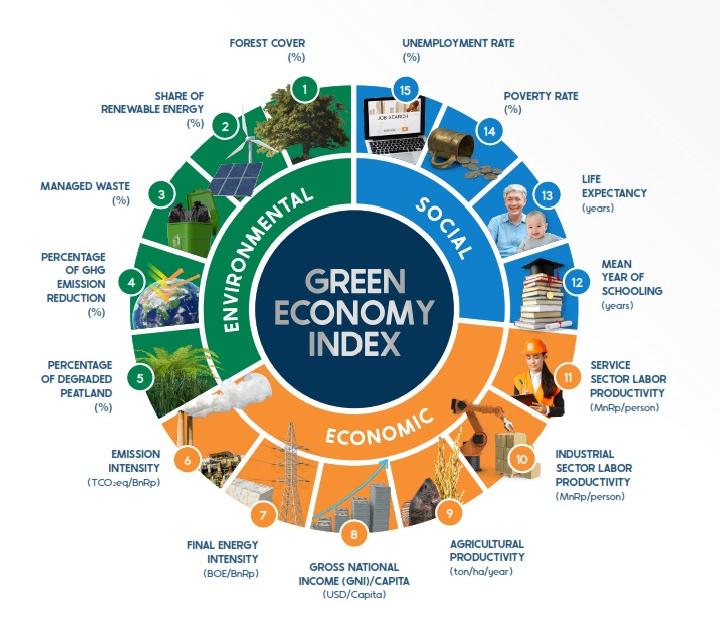 FOREST COVER
(%)
UNEMPLOYMENT RATE
(%)
SHARE OF
RENEWABLE ENERGY
(%)
POVERTY RATE
(%)
MANAGED WASTE
(%)
LIFE
EXPECTANCY
(years)
PERCENTAGE
OF GHG
EMISSION
REDUCTION
(%)
MEAN
YEAR OF
SCHOOLING
(years)
PERCENTAGE
OF DEGRADED
PEATLAND
(%)
SERVICE
SECTOR LABOR
PRODUCTIVITY
(MnRp/person)
EMISSION
INTENSITY
(TCO₂eq/BnRp)
INDUSTRIAL
SECTOR LABOR
PRODUCTIVITY
(MnRp/person)
FINAL ENERGY
INTENSITY
(BOE/BnRp)
GROSS NATIONAL
INCOME (GNI)/CAPITA
(USD/Capita)
AGRICULTURAL
PRODUCTIVITY
(ton/ha/year)
1
2
3
4
5
6
7
8
9
10
11
12
13
14
15
JOB SEARCH
ENVIRONMENTAL
SOCIAL
ECONOMIC
GREEN
ECONOMY
INDEX